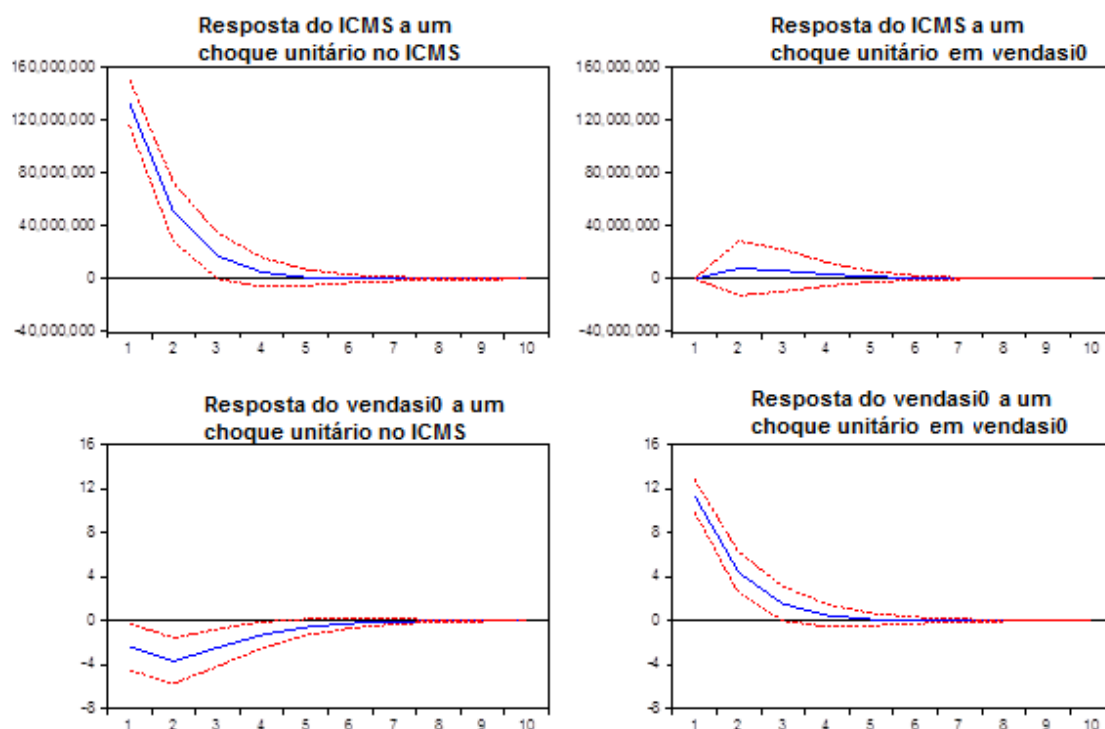 Resposta do ICMS a um
choque unitário no ICMS
160,000,000
120,000,000
80,000,000
40,000,000
0
-40,000,000
1 2 3 4 5 6 7 8 9 10
Resposta do ICMS a um
choque unitário em vendasi0
160,000,000
120,000,000
80,000,000
40,000,000
0
-40,000,000
1 2 3 4 5 6 7 8 9 10
Resposta do vendasi0 a um
choque unitário no ICMS
16
12
8
4
0
-4
-8
1 2 3 4 5 6 7 8 9 10
Resposta do vendasi0 a um
choque unitário em vendasi0
16
12
8
4
0
-4
-8
1 2 3 4 5 6 7 8 9 10